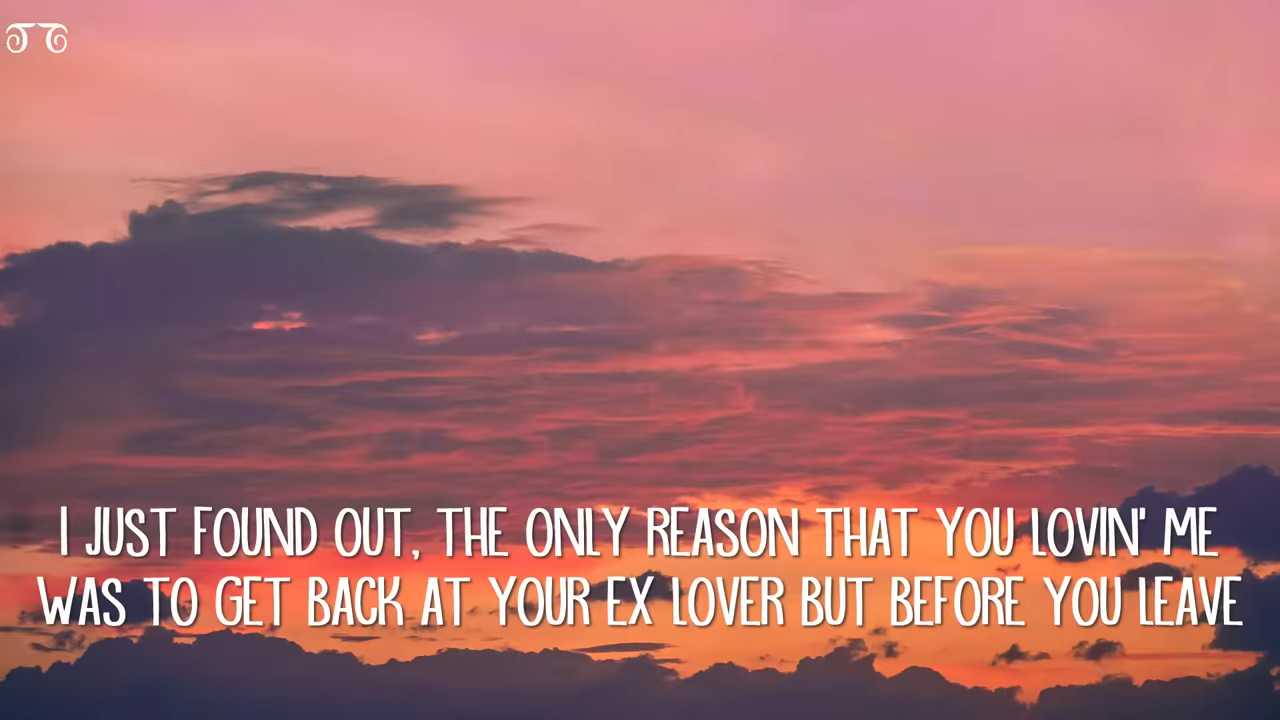 I JUST FOUND OUT, THE ONLY REASON THAT YOU LOVIN' ME
WAS TO GET BACK AT YOUR EX LOVER BUT BEFORE YOU LEAVE